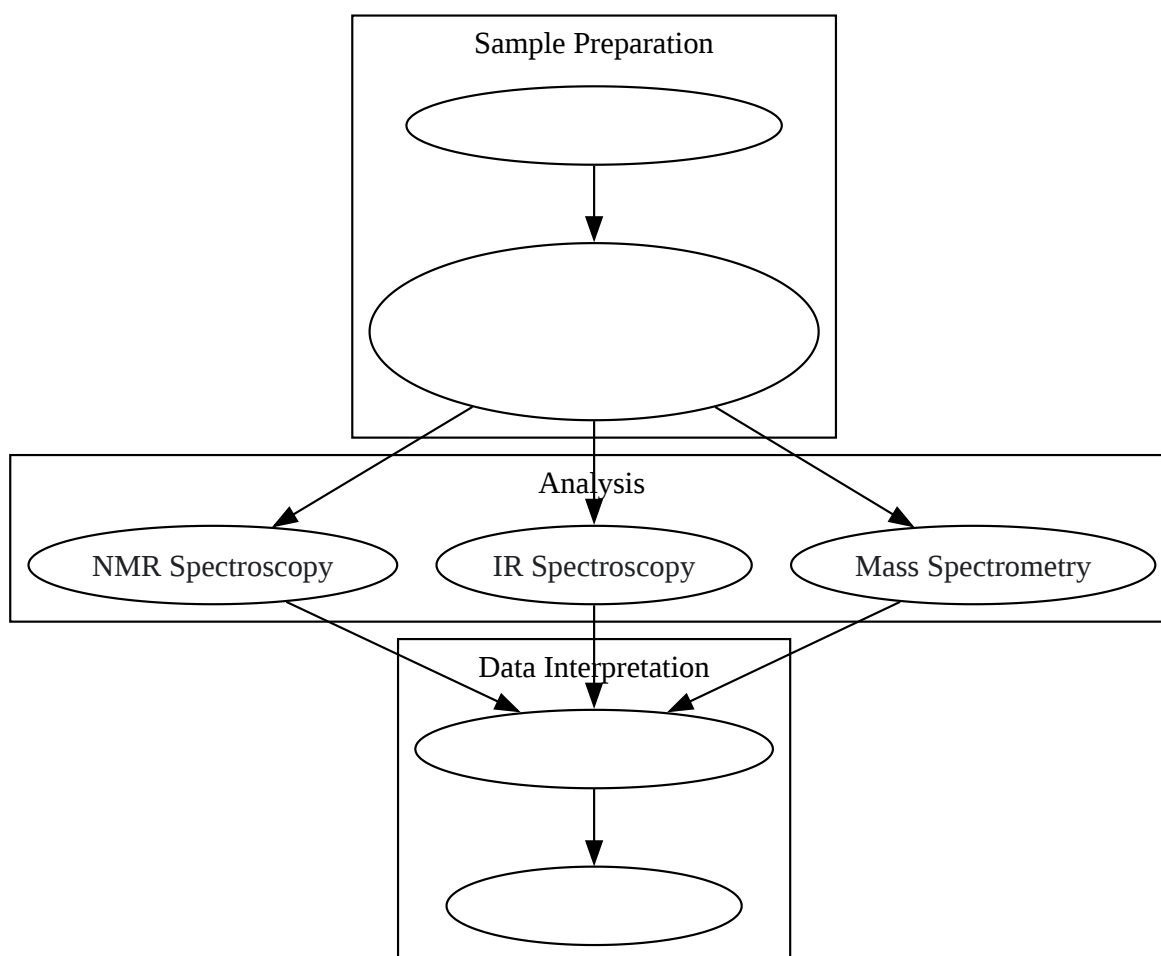 Sample Preparation
Analysis
NMR Spectroscopy
IR Spectroscopy
Mass Spectrometry
Data Interpretation